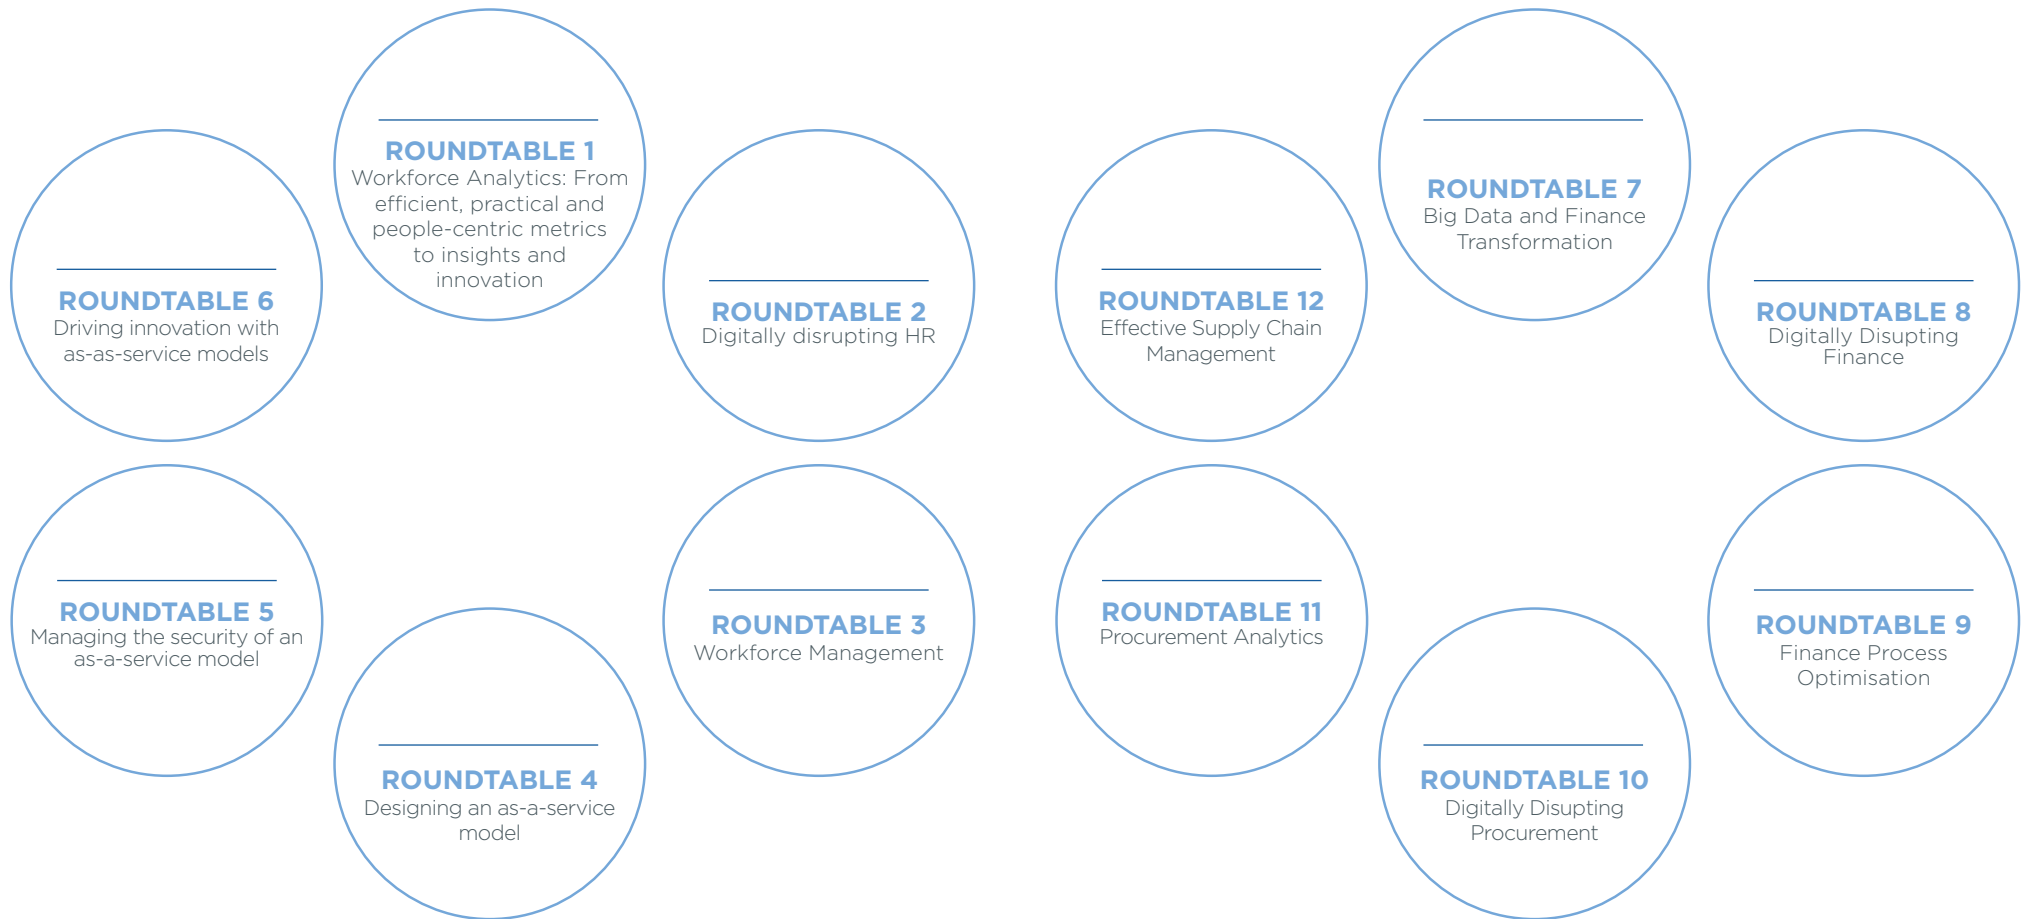 ROUNDTABLE 1
Workforce Analytics: From
efficient, practical and
people-centric metrics
to insights and
innovation
ROUNDTABLE 2
Digitally disrupting HR
ROUNDTABLE 3
Workforce Management
ROUNDTABLE 4
Designing an as-a-service
model
ROUNDTABLE 5
Managing the security of an
as-a-service model
ROUNDTABLE 6
Driving innovation with
as-as-service models
ROUNDTABLE 7
Big Data and Finance
Transformation
ROUNDTABLE 8
Digitally Disupting
Finance
ROUNDTABLE 9
Finance Process
Optimisation
ROUNDTABLE 10
Digitally Disupting
Procurement
ROUNDTABLE 11
Procurement Analytics
ROUNDTABLE 12
Effective Supply Chain
Management